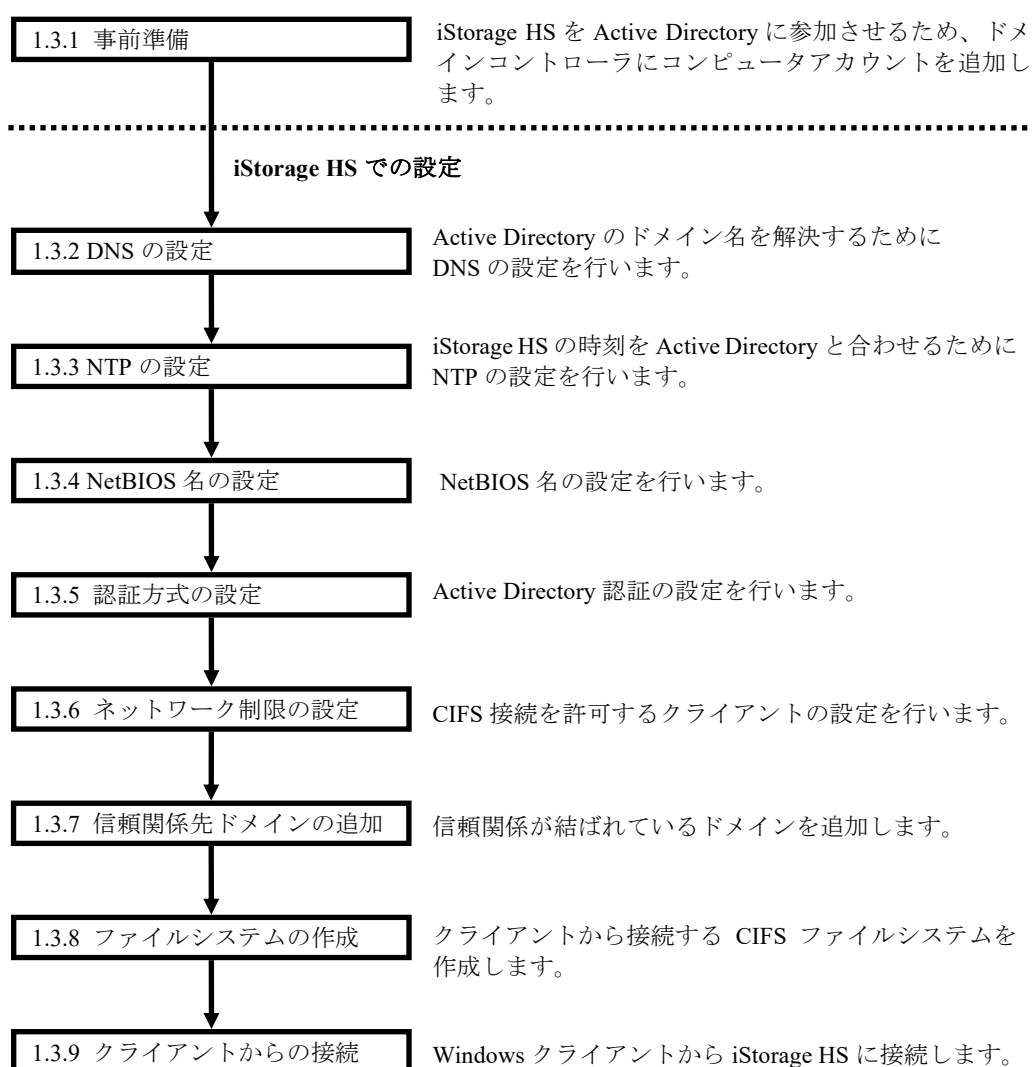 1.3.1 事前準備
iStorage HS を Active Directory に参加させるため、ドメ
インコントローラにコンピュータアカウントを追加し
ます。
iStorage HS での設定
1.3.2 DNS の設定
Active Directory のドメイン名を解決するために
DNS の設定を行います。
1.3.3 NTP の設定
iStorage HS の時刻を Active Directory と合わせるために
NTP の設定を行います。
1.3.4 NetBIOS 名の設定
NetBIOS 名の設定を行います。
1.3.5 認証方式の設定
Active Directory 認証の設定を行います。
1.3.6 ネットワーク制限の設定
CIFS 接続を許可するクライアントの設定を行います。
1.3.7 信頼関係先ドメインの追加
信頼関係が結ばれているドメインを追加します。
1.3.8 ファイルシステムの作成
クライアントから接続する CIFS ファイルシステムを
作成します。
1.3.9 クライアントからの接続
Windows クライアントから iStorage HS に接続します。